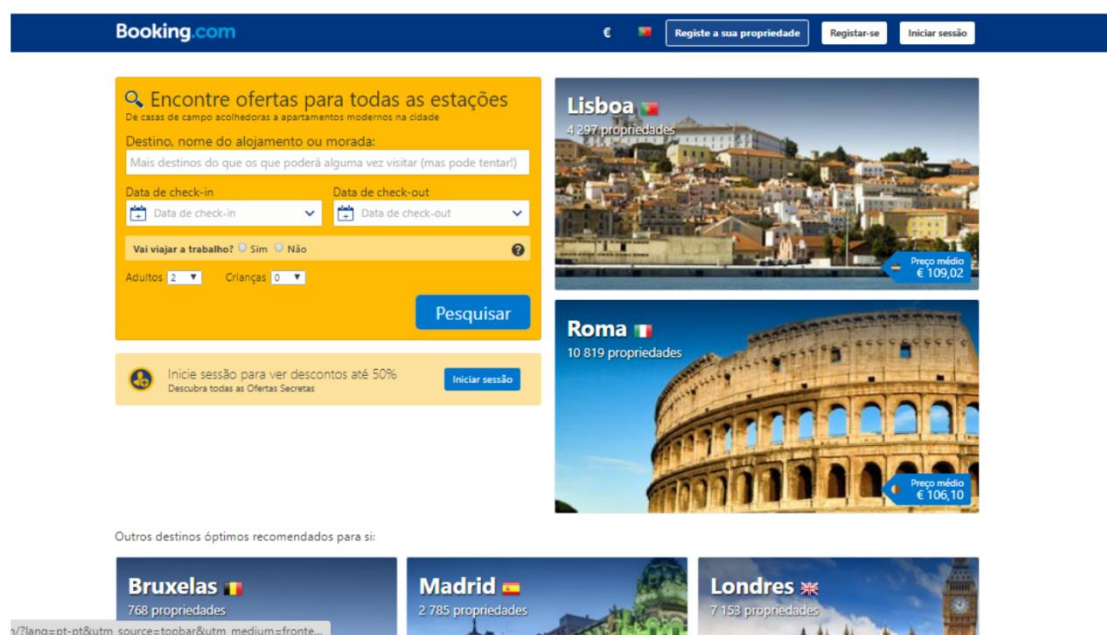 Booking.com
€
Registe a sua propriedade
Registar-se
Iniciar sessão
Encontre ofertas para todas as estações
De casas de campo acolhedoras a apartamentos modernos na cidade
Destino, nome do alojamento ou morada:
Mais destinos do que os que poderá alguma vez visitar (mas pode tentar!)
Data de check-in
Data de check-out
Data de check-in
Data de check-out
Vai viajar a trabalho? Sim Não
?
Adultos 2 Crianças 0
Pesquisar
Inicie sessão para ver descontos até 50%
Descubra todas as Ofertas Secretas
Iniciar sessão
Lisboa
4 297 propriedades
Preço médio
€ 109,02
Roma
10 819 propriedades
Preço médio
€ 106,10
Outros destinos óptimos recomendados para si:
Bruxelas
768 propriedades
Madrid
2 785 propriedades
Londres
7 153 propriedades
/?lang=pt-pt&utm_source=topbar&utm_medium=fronte...